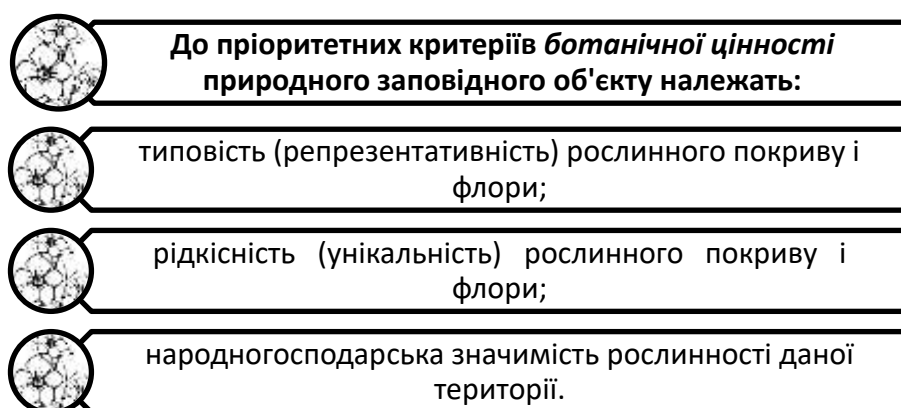 До пріоритетних критеріїв ботанічної цінності
природного заповідного об'єкту належать:
типовість (репрезентативність) рослинного покриву і
флори;
рідкісність (унікальність) рослинного покриву і
флори;
народногосподарська значимість рослинності даної
території.